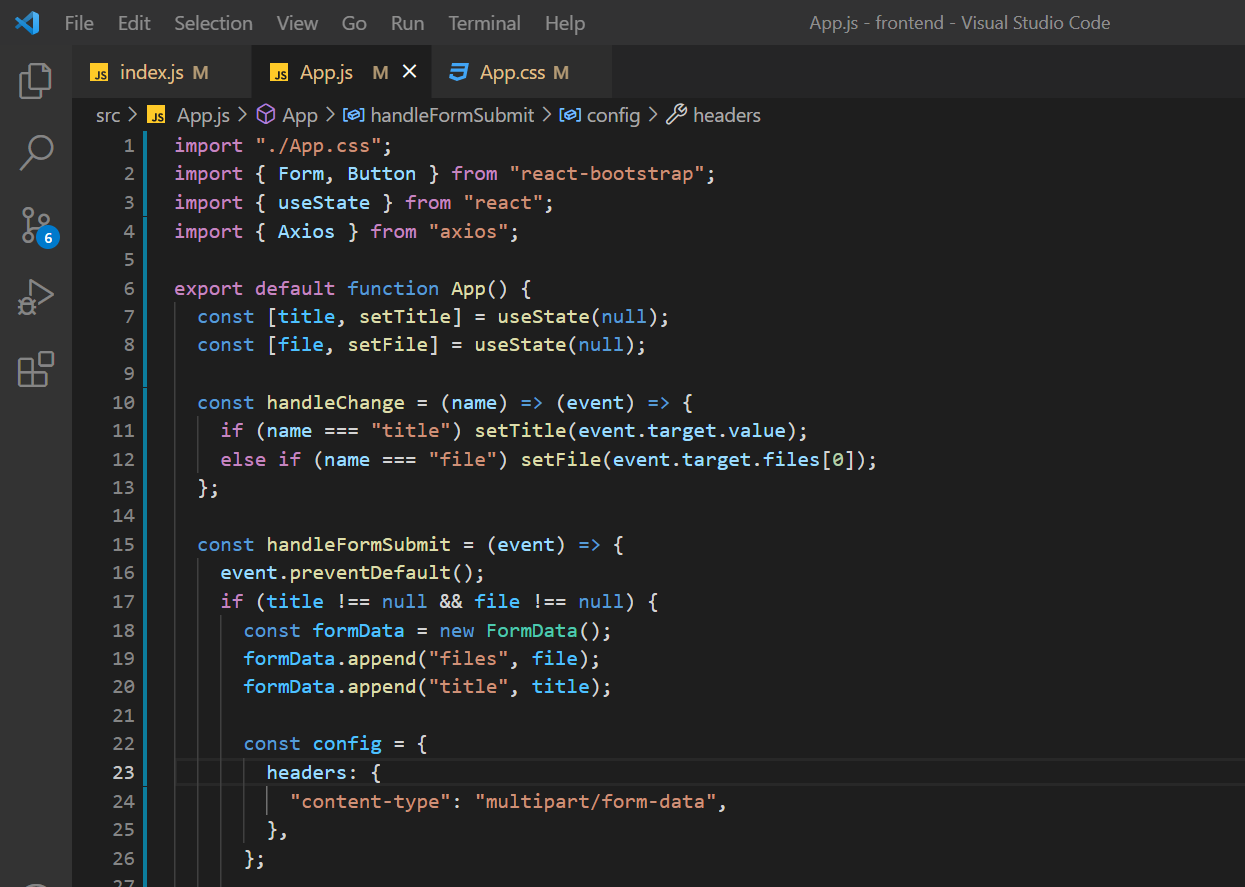 File Edit Selection View Go Run Terminal Help App.js - frontend - Visual Studio Code
JS index.js M JS App.js M App.css M
src > JS App.js > App > handleFormSubmit > config > headers
6
1 import "./App.css";
2 import { Form, Button } from "react-bootstrap";
3 import { useState } from "react";
4 import { Axios } from "axios";
5
6 export default function App() {
7 const [title, setTitle] = useState(null);
8 const [file, setFile] = useState(null);
9
10 const handleChange = (name) => (event) => {
11 if (name === "title") setTitle(event.target.value);
12 else if (name === "file") setFile(event.target.files[0]);
13 };
14
15 const handleFormSubmit = (event) => {
16 event.preventDefault();
17 if (title !== null && file !== null) {
18 const formData = new FormData();
19 formData.append("files", file);
20 formData.append("title", title);
21
22 const config = {
23 headers: {
24 "content-type": "multipart/form-data",
25 },
26 };
27